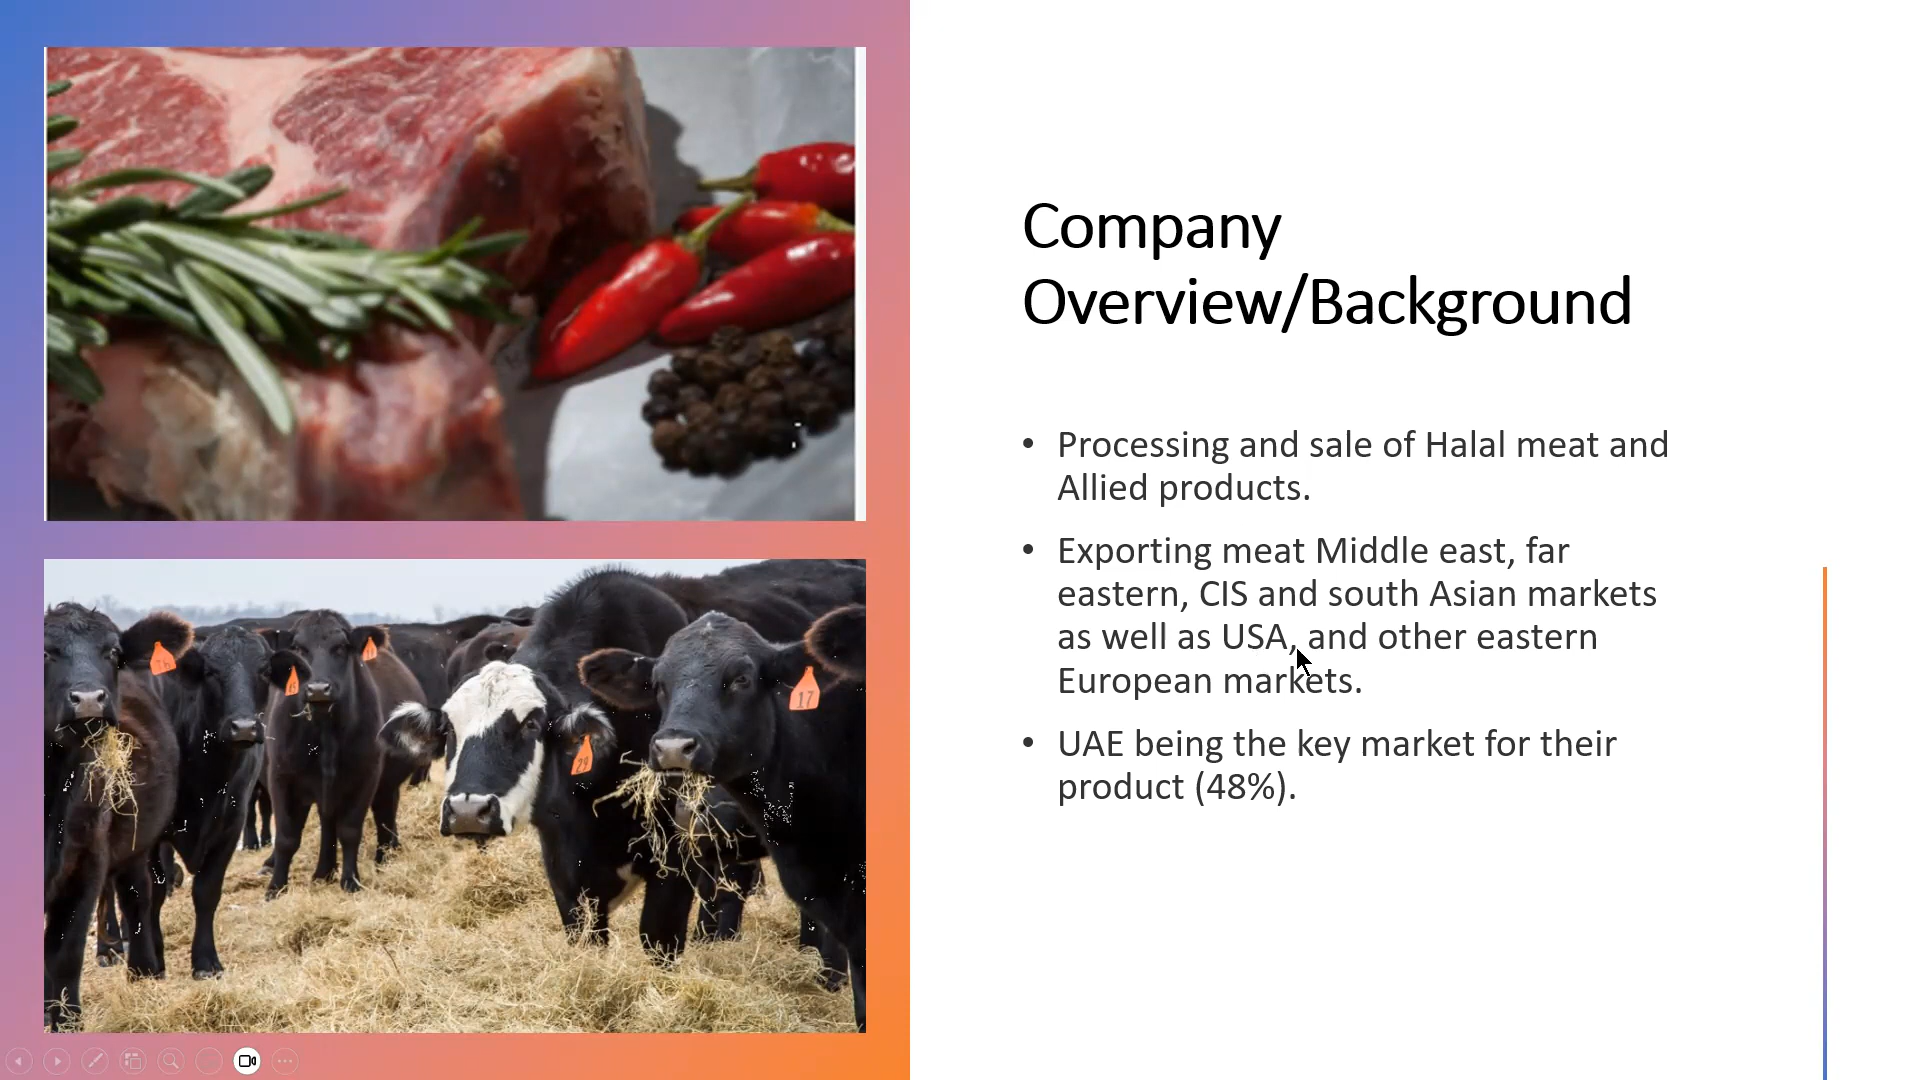 Company
Overview/Background
• Processing and sale of Halal meat and
Allied products.
• Exporting meat Middle east, far
eastern, CIS and south Asian markets
as well as USA, and other eastern
European markets.
• UAE being the key market for their
product (48%).
17
29